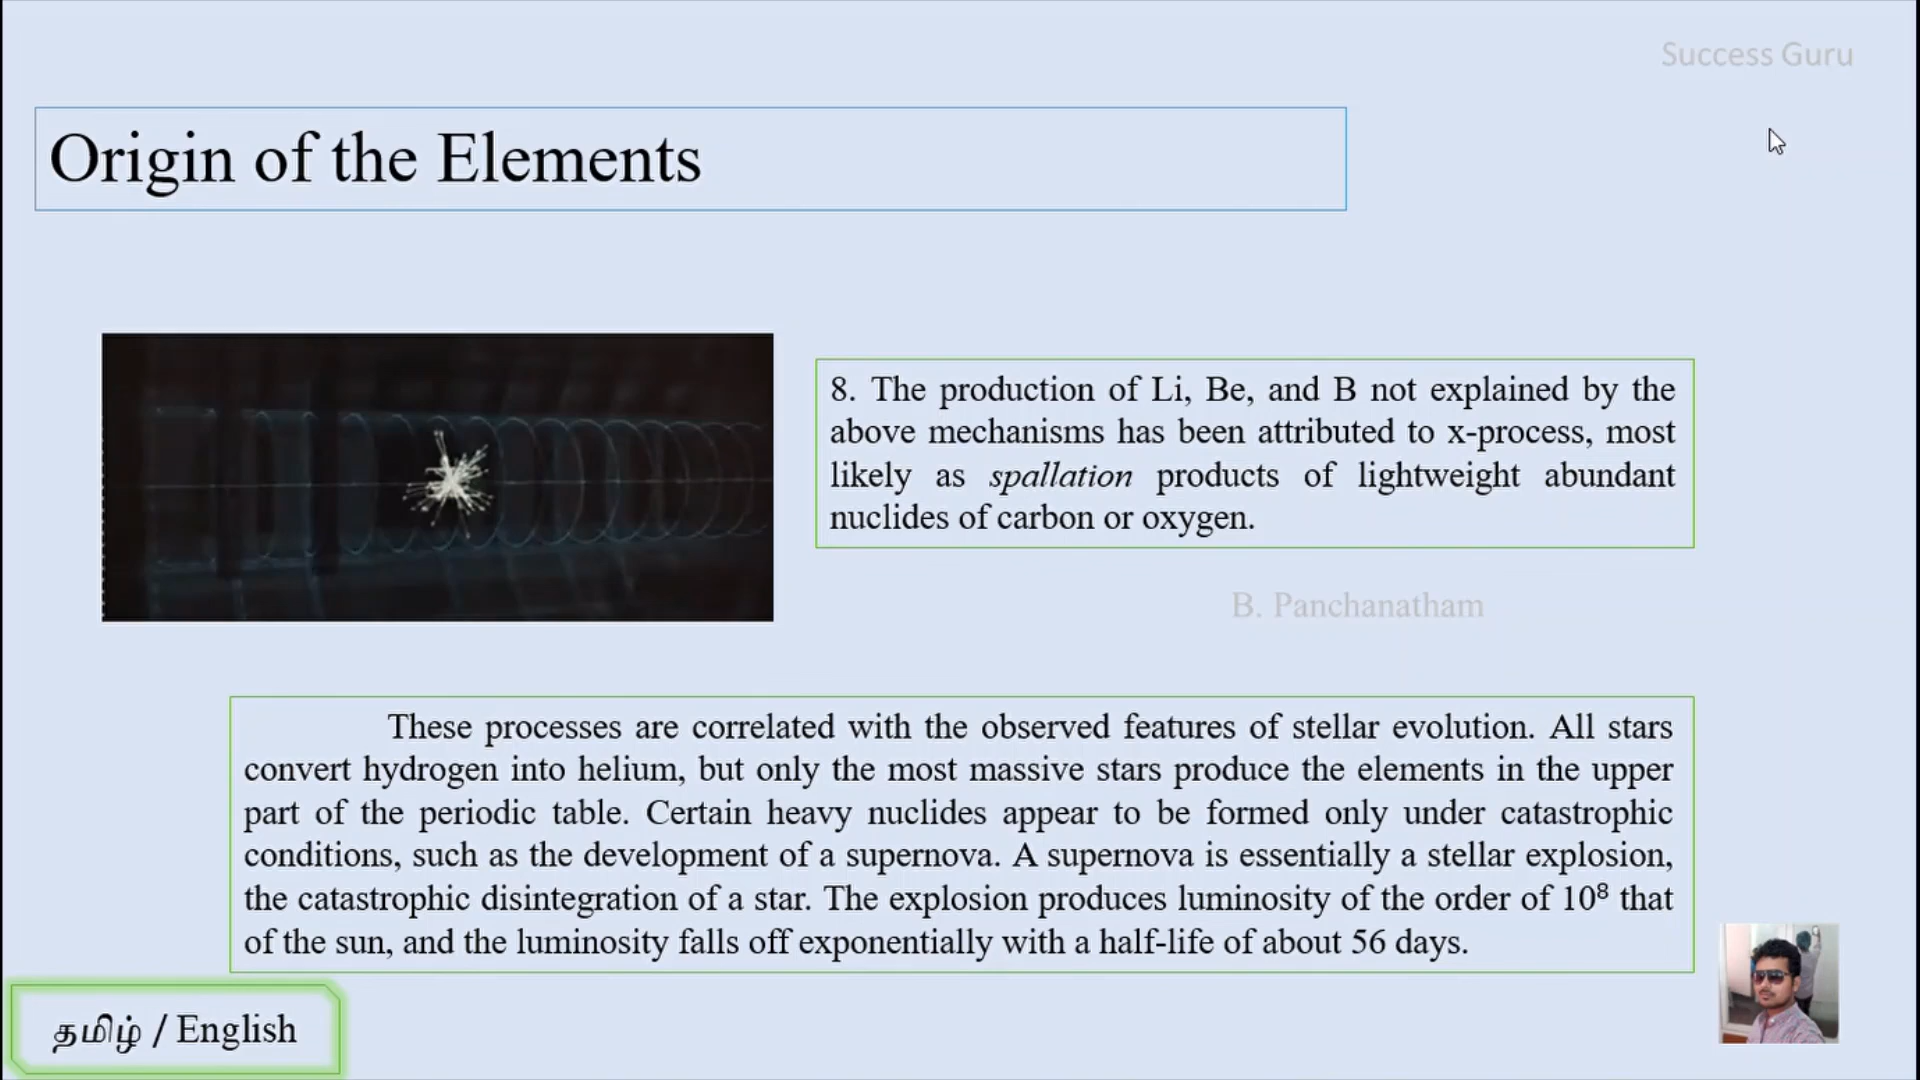 Success Guru
Origin of the Elements
8. The production of Li, Be, and B not explained by the
above mechanisms has been attributed to x-process, most
likely as spallation products of lightweight abundant
nuclides of carbon or oxygen.
B. Panchanatham
These processes are correlated with the observed features of stellar evolution. All stars
convert hydrogen into helium, but only the most massive stars produce the elements in the upper
part of the periodic table. Certain heavy nuclides appear to be formed only under catastrophic
conditions, such as the development of a supernova. A supernova is essentially a stellar explosion,
the catastrophic disintegration of a star. The explosion produces luminosity of the order of 10⁸ that
of the sun, and the luminosity falls off exponentially with a half-life of about 56 days.
தமிழ் / English